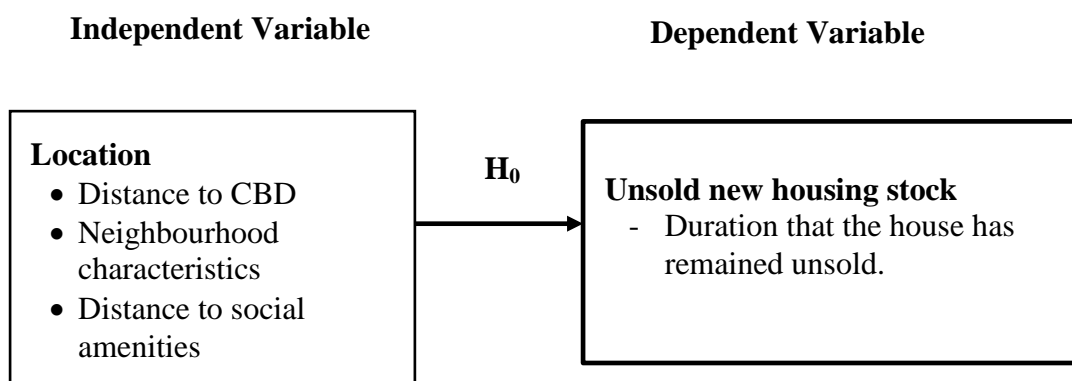 Independent Variable
Dependent Variable
Location
• Distance to CBD
• Neighbourhood
characteristics
• Distance to social
amenities
H₀
Unsold new housing stock
- Duration that the house has
remained unsold.